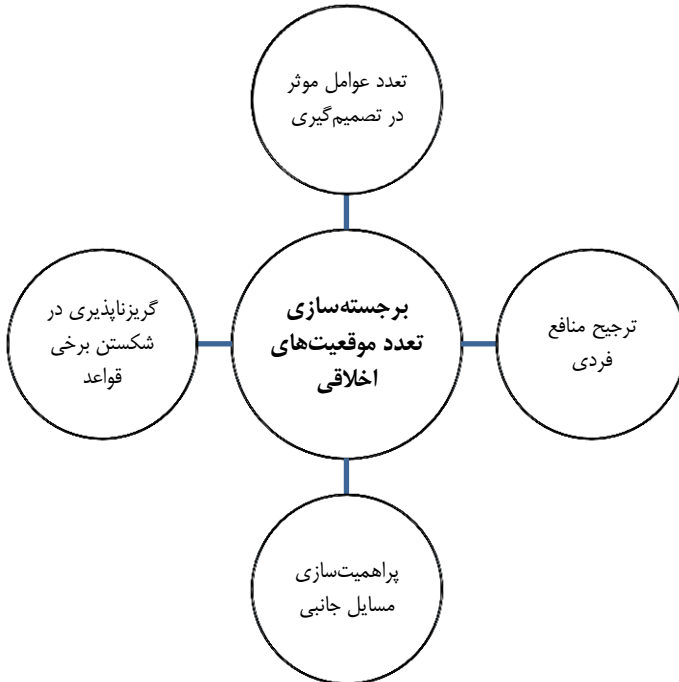 تعدد عوامل موثر
در تصمیم‌گیری
گریزناپذیری در
شکستن برخی
قواعد
برجسته‌سازی
تعدد موقعیت‌های
اخلاقی
ترجیح منافع
فردی
پراهمیت‌سازی
مسایل جانبی